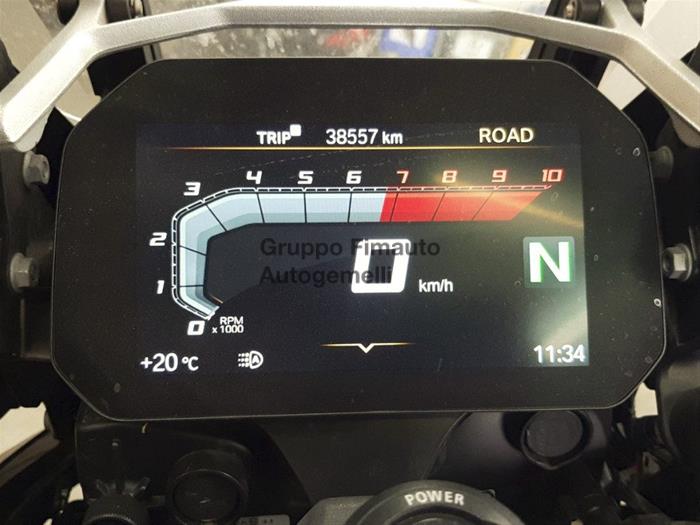 TRIP 38557 km ROAD
3 4 5 6 7 8 9 10
2
Gruppo Fimauto
Autogemelli
0 km/h
N
1
0 RPM
x 1000
+20 °C A 11:34
POWER